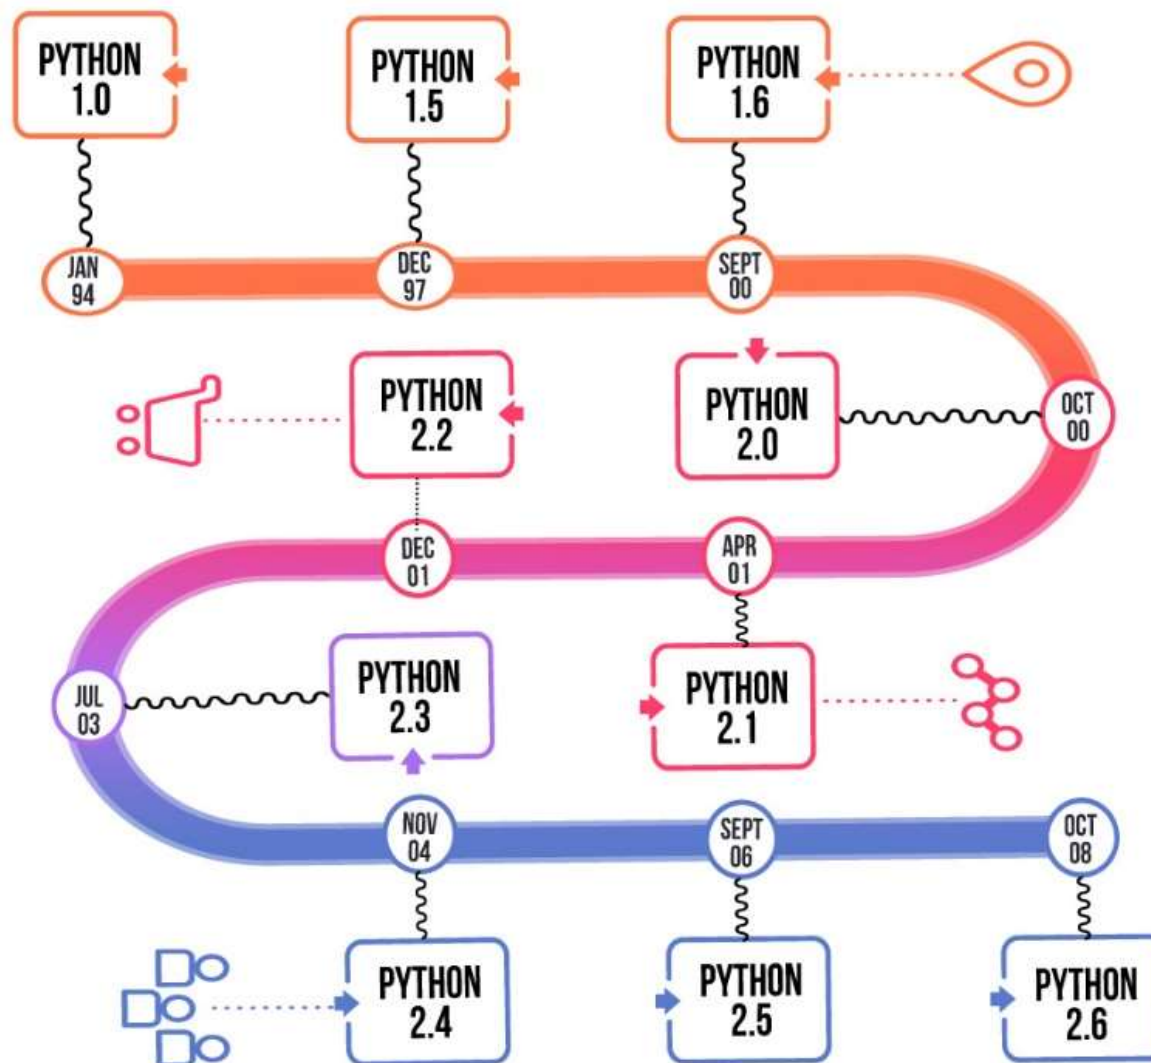 PYTHON
1.0
PYTHON
1.5
PYTHON
1.6
JAN
94
DEC
97
SEPT
00
PYTHON
2.2
PYTHON
2.0
OCT
00
DEC
01
APR
01
JUL
03
PYTHON
2.3
PYTHON
2.1
NOV
04
SEPT
06
OCT
08
PYTHON
2.4
PYTHON
2.5
PYTHON
2.6